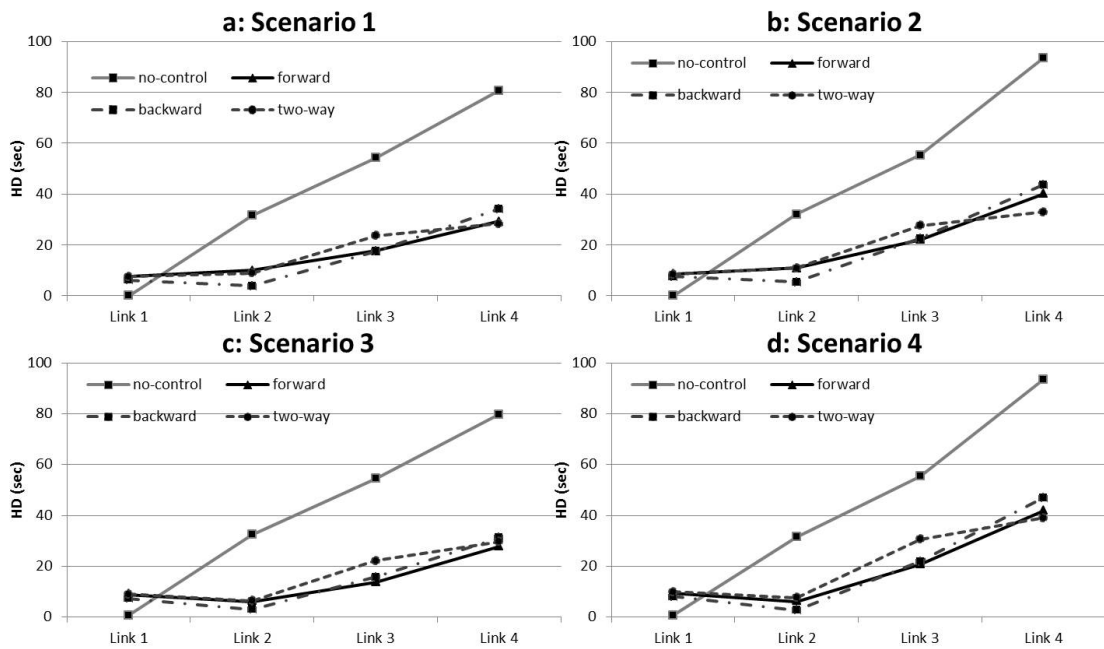 a: Scenario 1
100
80
60
40
20
0
HD (sec)
no-control
forward
backward
two-way
Link 1
Link 2
Link 3
Link 4
b: Scenario 2
100
80
60
40
20
0
HD (sec)
no-control
forward
backward
two-way
Link 1
Link 2
Link 3
Link 4
c: Scenario 3
100
80
60
40
20
0
HD (sec)
no-control
forward
backward
two-way
Link 1
Link 2
Link 3
Link 4
d: Scenario 4
100
80
60
40
20
0
HD (sec)
no-control
forward
backward
two-way
Link 1
Link 2
Link 3
Link 4